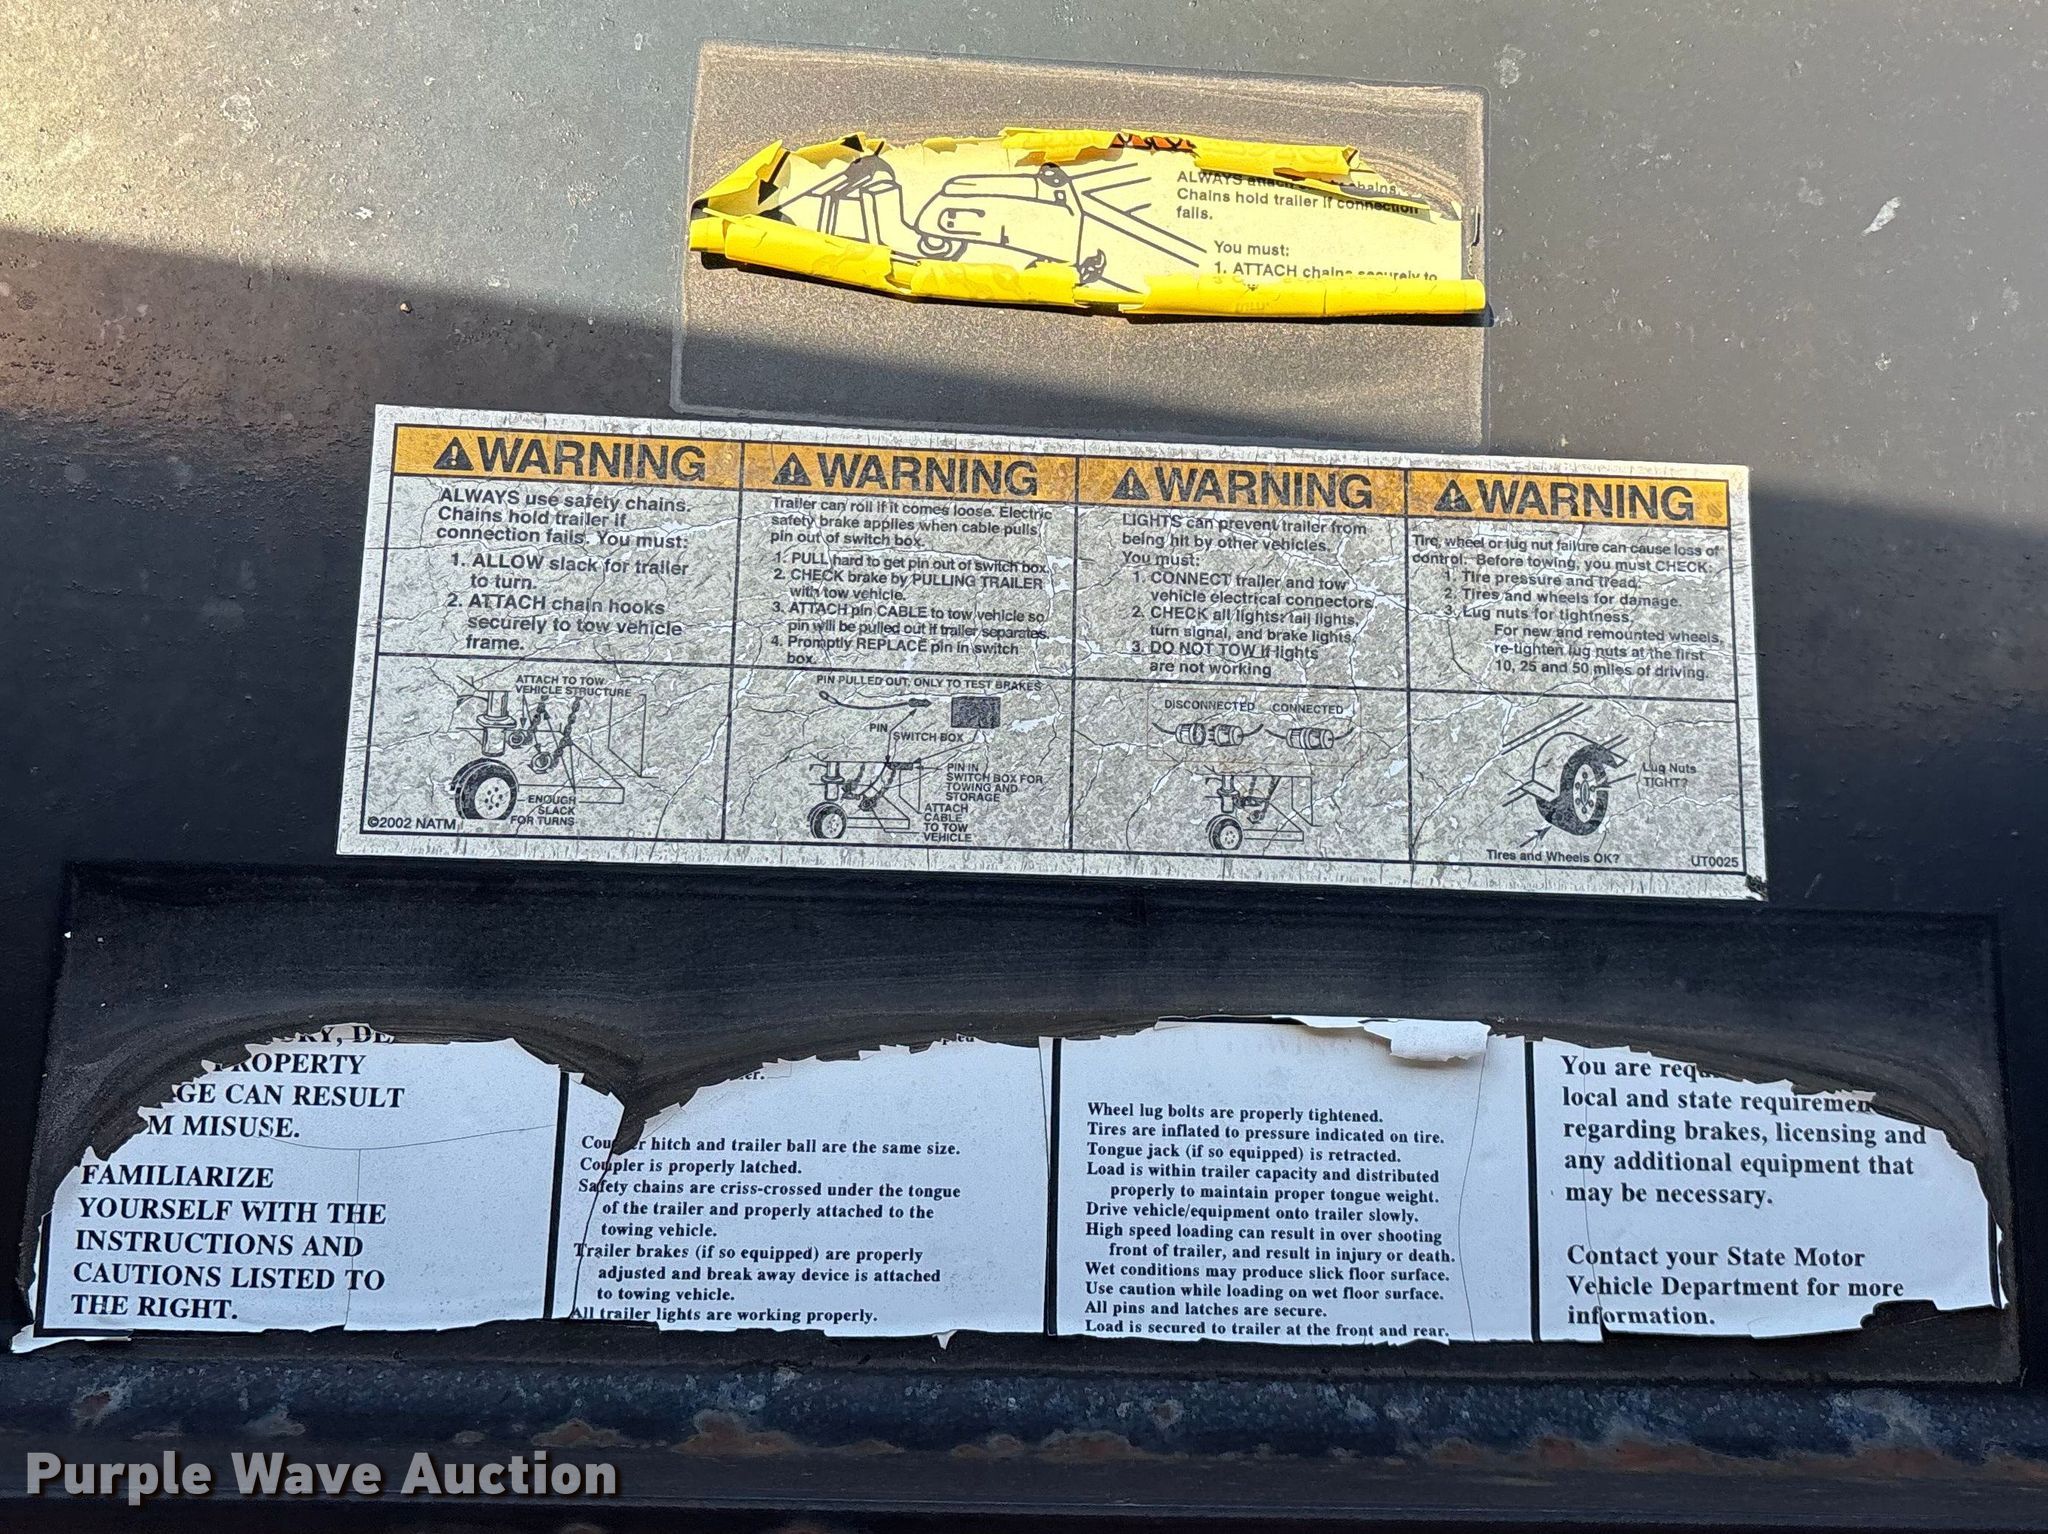 ALWAYS attach chains.
Chains hold trailer if connection
fails.
You must:
1. ATTACH chains securely to
WARNING
ALWAYS use safety chains.
Chains hold trailer if
connection fails. You must:
1. ALLOW slack for trailer
to turn.
2. ATTACH chain hooks
securely to tow vehicle
frame.
ATTACH TO TOW
VEHICLE STRUCTURE
ENOUGH
SLACK
FOR TURNS
©2002 NATM
WARNING
Trailer can roll if it comes loose. Electric
safety brake applies when cable pulls
pin out of switch box.
1. PULL hard to get pin out of switch box.
2. CHECK brake by PULLING TRAILER
with tow vehicle.
3. ATTACH pin CABLE to tow vehicle so
pin will be pulled out if trailer separates.
4. Promptly REPLACE pin in switch
box.
PIN PULLED OUT, ONLY TO TEST BRAKES
PIN
SWITCH BOX
PIN IN
SWITCH BOX FOR
TOWING AND
STORAGE
ATTACH
CABLE
TO TOW
VEHICLE
WARNING
LIGHTS can prevent trailer from
being hit by other vehicles.
You must:
1. CONNECT trailer and tow
vehicle electrical connectors
2. CHECK all lights: tail lights,
turn signal, and brake lights.
3. DO NOT TOW if lights
are not working
DISCONNECTED CONNECTED
WARNING
Tire, wheel or lug nut failure can cause loss of
control. Before towing, you must CHECK:
1. Tire pressure and tread.
2. Tires and wheels for damage.
3. Lug nuts for tightness.
For new and remounted wheels,
re-tighten lug nuts at the first
10, 25 and 50 miles of driving.
Lug Nuts
TIGHT?
Tires and Wheels OK?
UT0025
RY, DE
ROPERTY
GE CAN RESULT
M MISUSE.
FAMILIARIZE
YOURSELF WITH THE
INSTRUCTIONS AND
CAUTIONS LISTED TO
THE RIGHT.
Coupler hitch and trailer ball are the same size.
Coupler is properly latched.
Safety chains are criss-crossed under the tongue
of the trailer and properly attached to the
towing vehicle.
Trailer brakes (if so equipped) are properly
adjusted and break away device is attached
to towing vehicle.
All trailer lights are working properly.
Wheel lug bolts are properly tightened.
Tires are inflated to pressure indicated on tire.
Tongue jack (if so equipped) is retracted.
Load is within trailer capacity and distributed
properly to maintain proper tongue weight.
Drive vehicle/equipment onto trailer slowly.
High speed loading can result in over shooting
front of trailer, and result in injury or death.
Wet conditions may produce slick floor surface.
Use caution while loading on wet floor surface.
All pins and latches are secure.
Load is secured to trailer at the front and rear.
You are req
local and state requiremen
regarding brakes, licensing and
any additional equipment that
may be necessary.
Contact your State Motor
Vehicle Department for more
information.
Purple Wave Auction